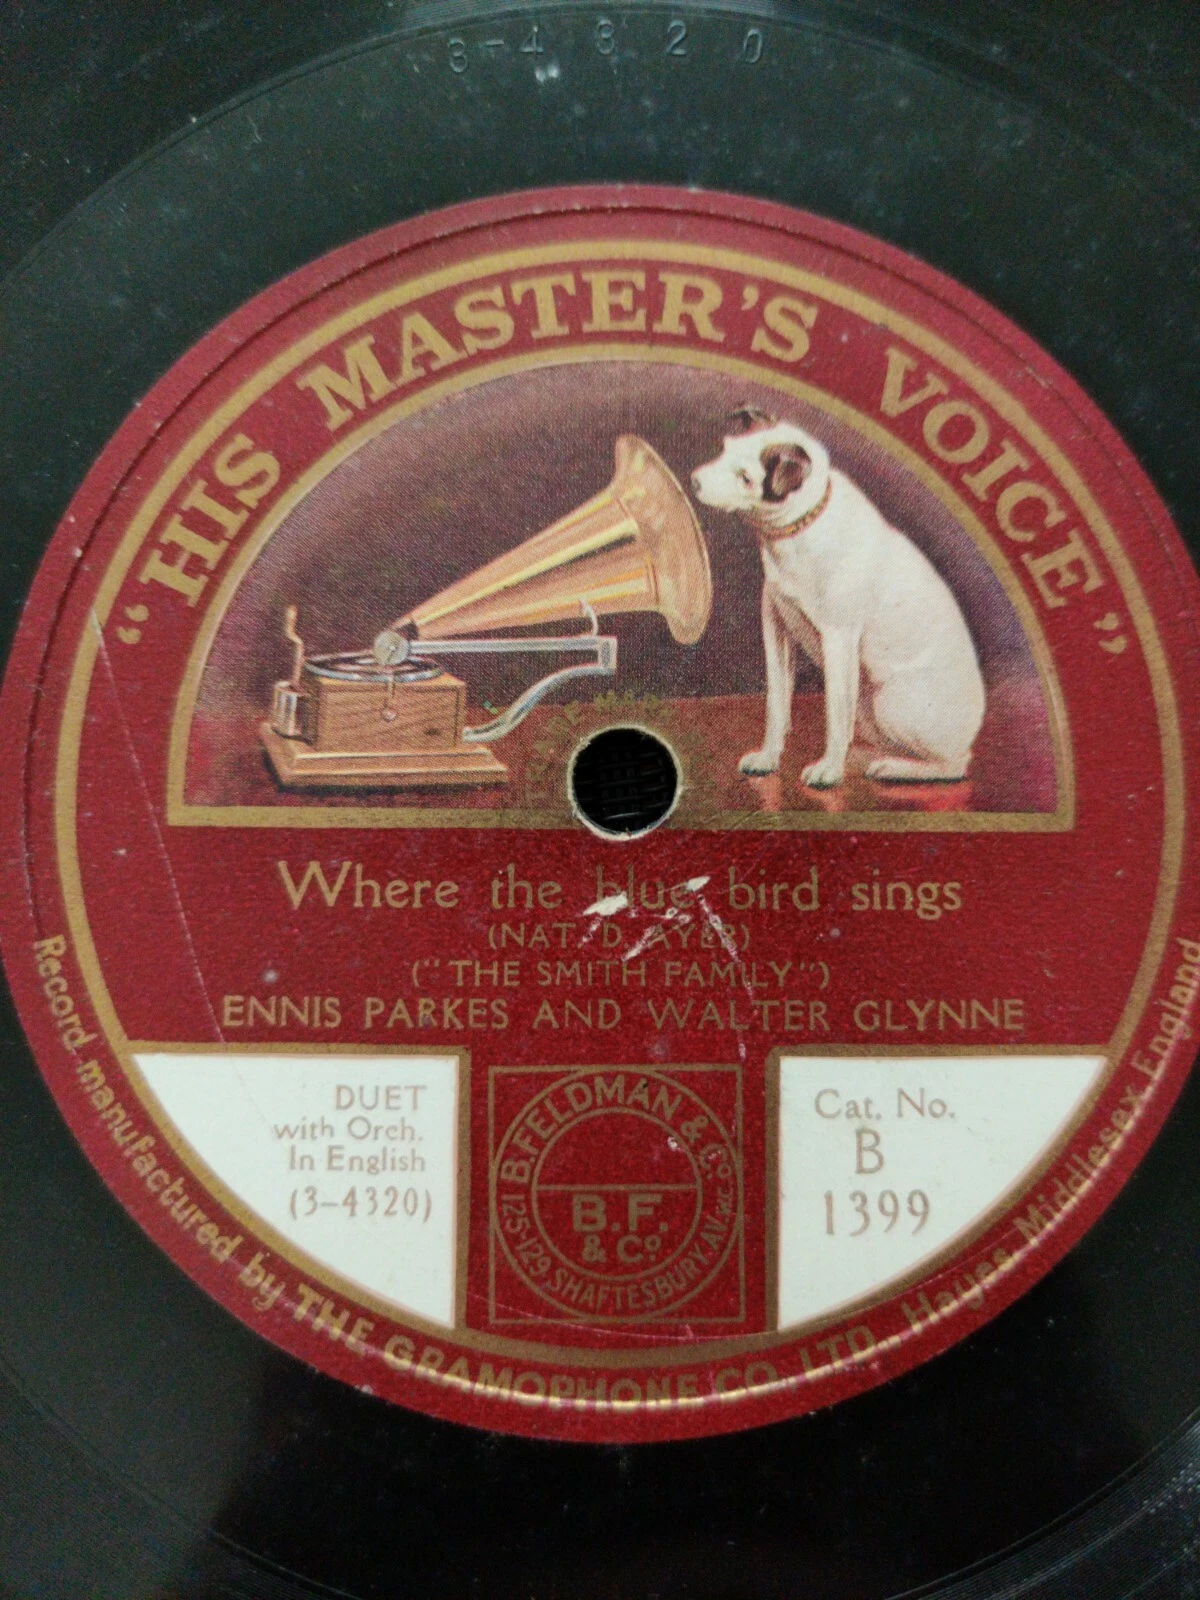 3-4320
"HIS MASTER'S VOICE"
TRADE-MARK
Where the blue bird sings
(NAT. D. AYER)
("THE SMITH FAMILY")
ENNIS PARKES AND WALTER GLYNNE
DUET
with Orch.
In English
(3-4320)
B. FELDMAN & Co.
125-129, SHAFTESBURY AV. W.C.
B.F.
& Co.
Cat. No.
B
1399
Record manufactured by THE GRAMOPHONE CO., LTD., Hayes, Middlesex, England